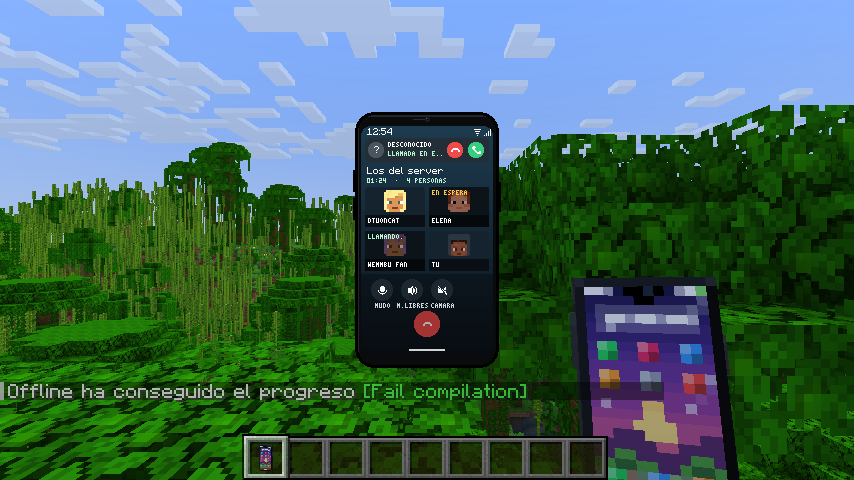 12:54
?
DESCONOCIDO
LLAMADA EN E..
Los del server
01:24 · 4 PERSONAS
DTUONCAT
EN ESPERA
ELENA
LLAMANDO.
WEMMBU FAN
TU
MUDO
M.LIBRES
CAMARA
Offline ha conseguido el progreso [Fail compilation]